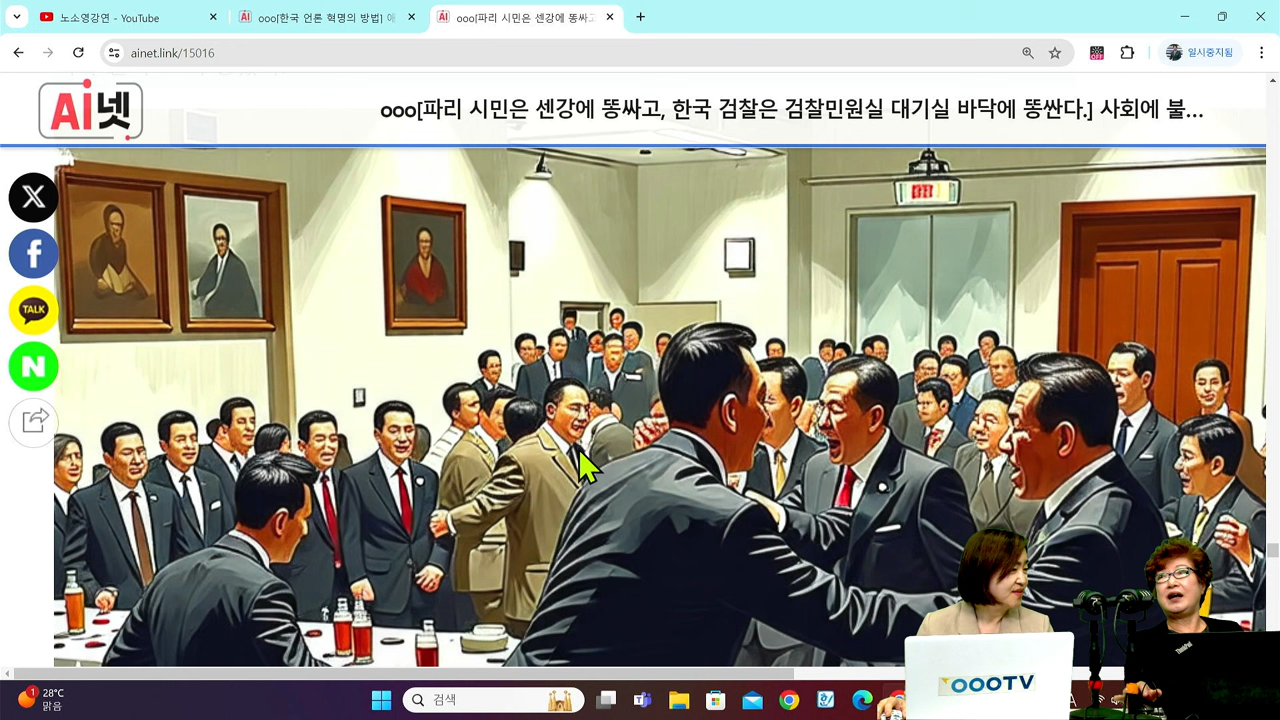 노소영강연 - YouTube
ooo[한국 언론 혁명의 방법] 애
ooo[파리 시민은 센강에 똥싸고
ainet.link/15016
OFF
일시중지됨
Ai넷
ooo[파리 시민은 센강에 똥싸고, 한국 검찰은 검찰민원실 대기실 바닥에 똥싼다.] 사회에 불...
X
f
TALK
N
OOOTV
ThinkPad
1
28°C
맑음
검색
A